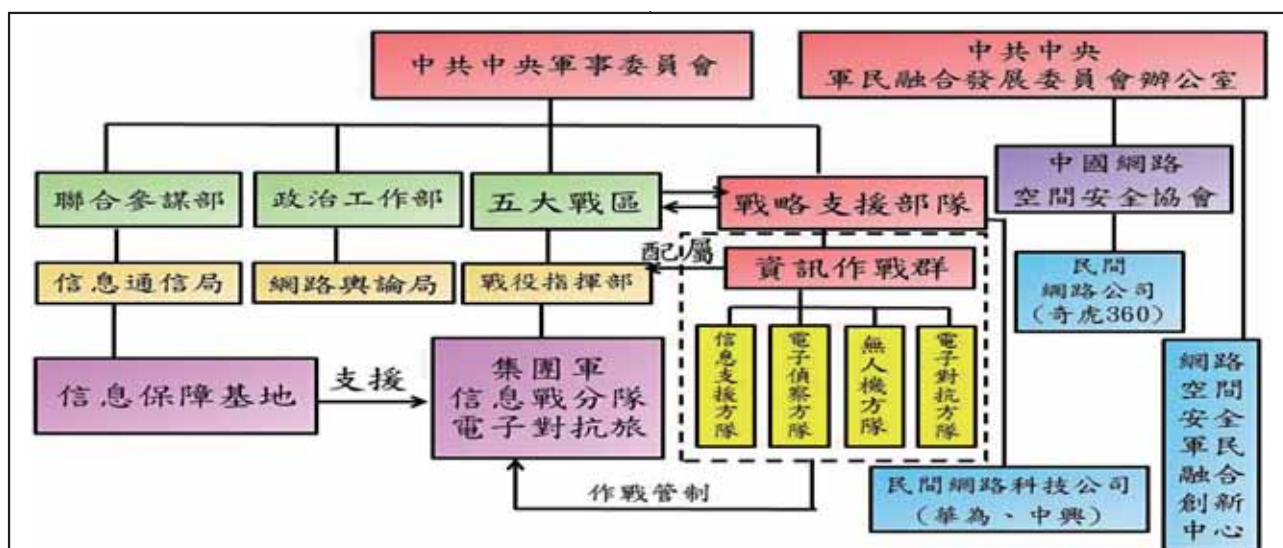 中共中央軍事委員會
中共中央
軍民融合發展委員會辦公室
聯合參謀部
政治工作部
五大戰區
戰略支援部隊
中國網路
空間安全協會
信息通信局
網路輿論局
戰役指揮部
配屬
資訊作戰群
民間
網路公司
(奇虎360)
信息支援方隊
電子偵察方隊
無人機方隊
電子對抗方隊
信息保障基地
支援
集團軍
信息戰分隊
電子對抗旅
作戰管制
民間網路科技公司
(華為、中興)
網路
空間
安全
軍民
融合
創新
中心